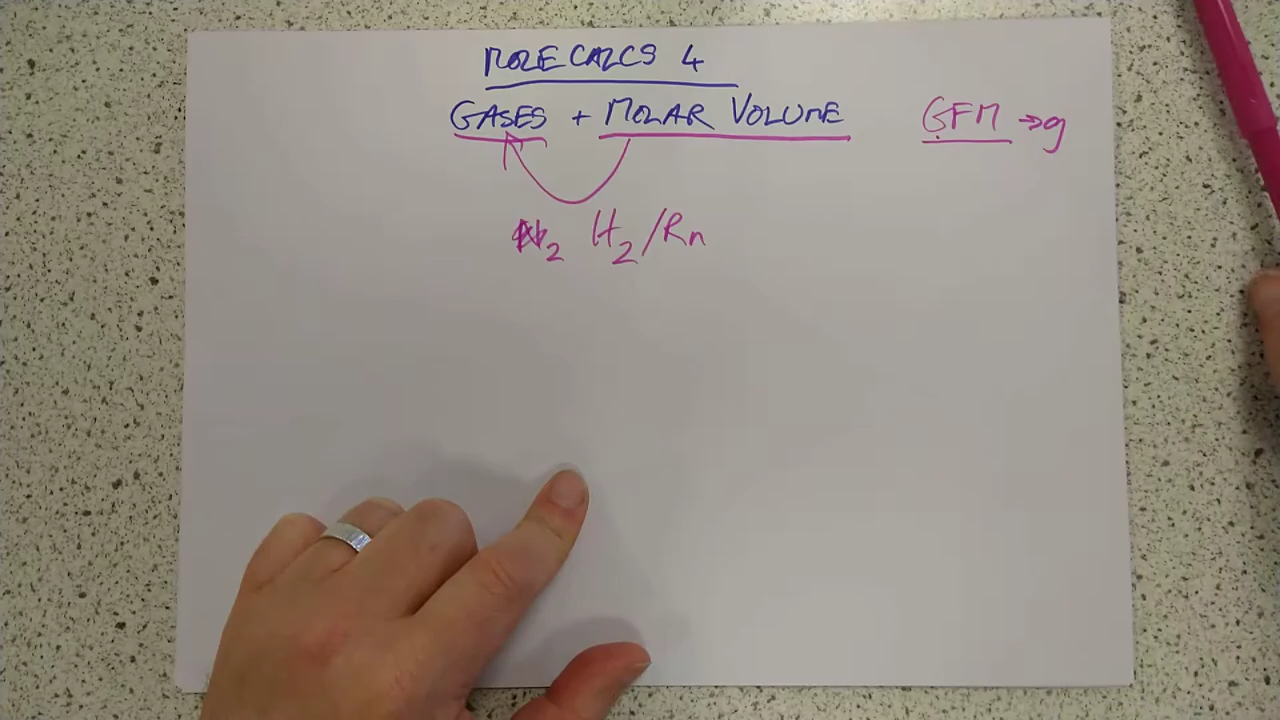 MOLE CALCS 4
GASES + MOLAR VOLUME
GFM → g
H2/Rn